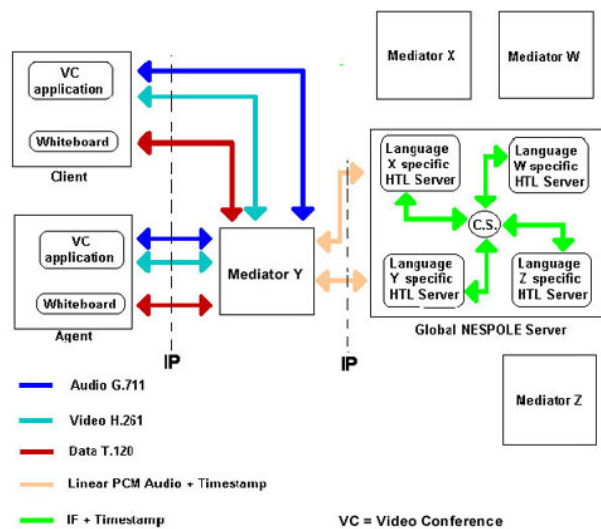 VC
application
Whiteboard
Client
VC
application
Whiteboard
Agent
IP
Mediator Y
IP
Mediator X
Mediator W
Language
X specific
HTL Server
Language
W specific
HTL Server
C.S.
Language
Y specific
HTL Server
Language
Z specific
HTL Server
Global NESPOLE Server
Mediator Z
Audio G.711
Video H.261
Data T.120
Linear PCM Audio + Timestamp
IF + Timestamp
VC = Video Conference